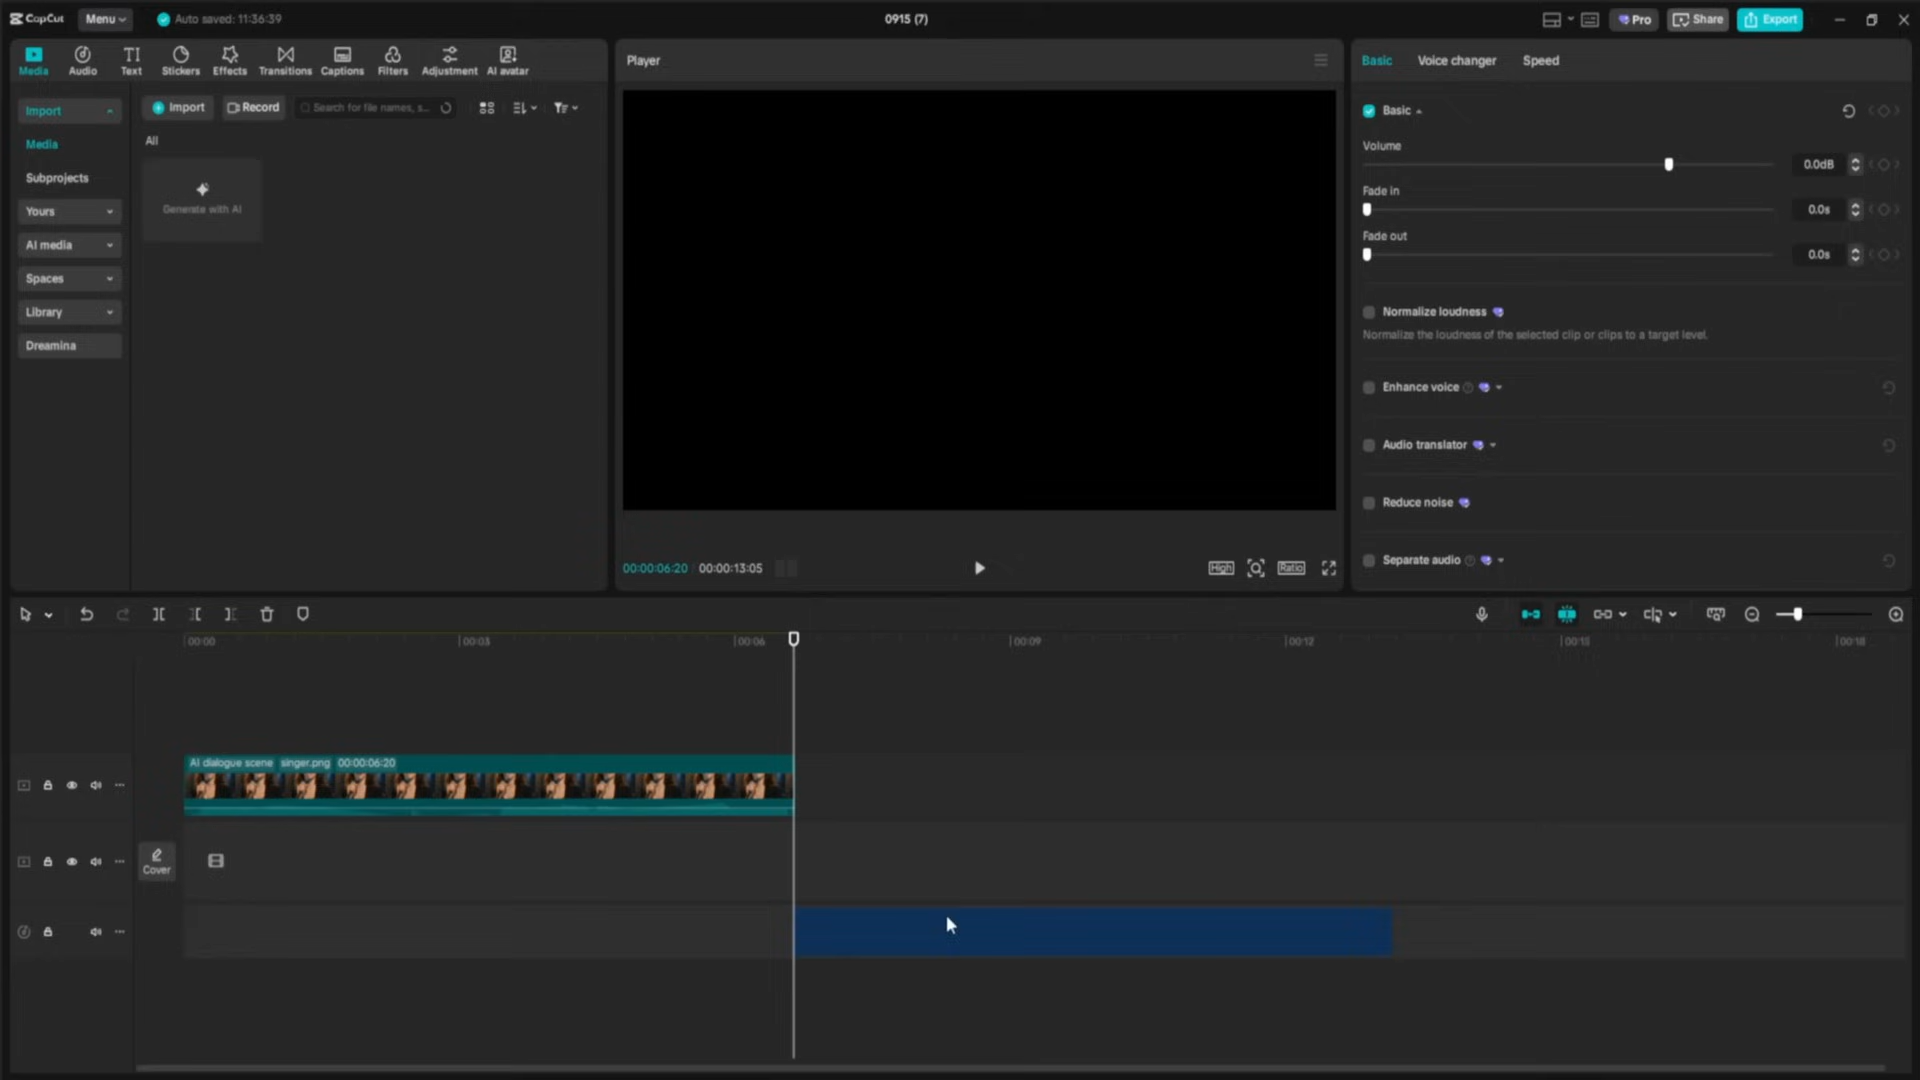 CapCut
Menu
Auto saved: 11:36:39
0915 (7)
Pro
Share
Export
Media
Audio
Text
Stickers
Effects
Transitions
Captions
Filters
Adjustment
AI avatar
Import
Media
Subprojects
Yours
AI media
Spaces
Library
Dreamina
Import
Record
Search for file names, s...
All
Generate with AI
Player
00:00:06:20
00:00:13:05
High
Ratio
Basic
Voice changer
Speed
Basic
Volume
0.0dB
Fade in
0.0s
Fade out
0.0s
Normalize loudness
Normalize the loudness of the selected clip or clips to a target level.
Enhance voice
Audio translator
Reduce noise
Separate audio
00:00
00:03
00:06
00:09
00:12
00:15
00:18
AI dialogue scene singer.png 00:00:06:20
Cover